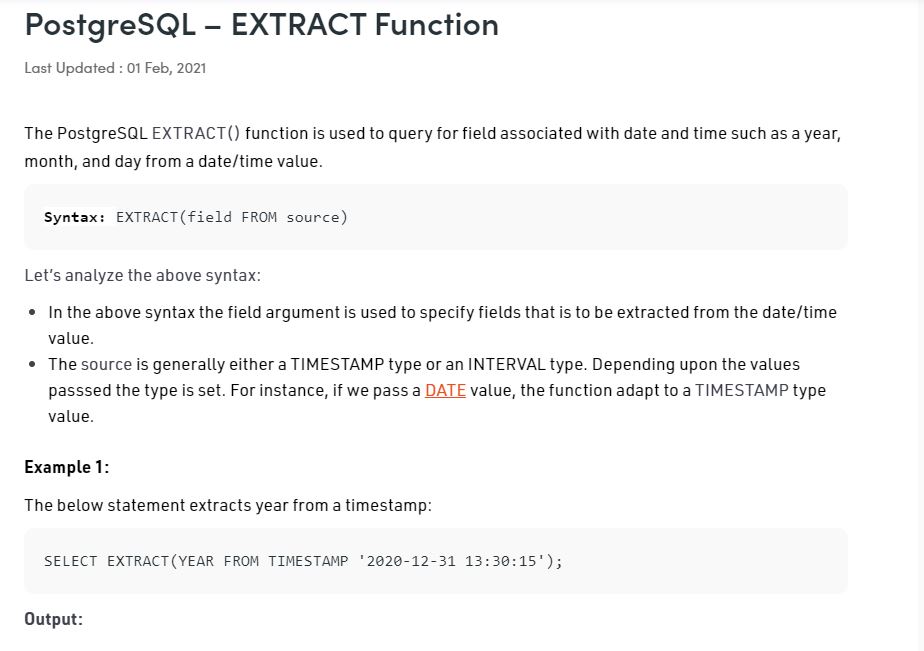 PostgreSQL – EXTRACT Function
Last Updated : 01 Feb, 2021
The PostgreSQL EXTRACT() function is used to query for field associated with date and time such as a year,
month, and day from a date/time value.
Syntax: EXTRACT(field FROM source)
Let's analyze the above syntax:
• In the above syntax the field argument is used to specify fields that is to be extracted from the date/time
value.
• The source is generally either a TIMESTAMP type or an INTERVAL type. Depending upon the values
passsed the type is set. For instance, if we pass a DATE value, the function adapt to a TIMESTAMP type
value.
Example 1:
The below statement extracts year from a timestamp:
SELECT EXTRACT(YEAR FROM TIMESTAMP '2020-12-31 13:30:15');
Output: